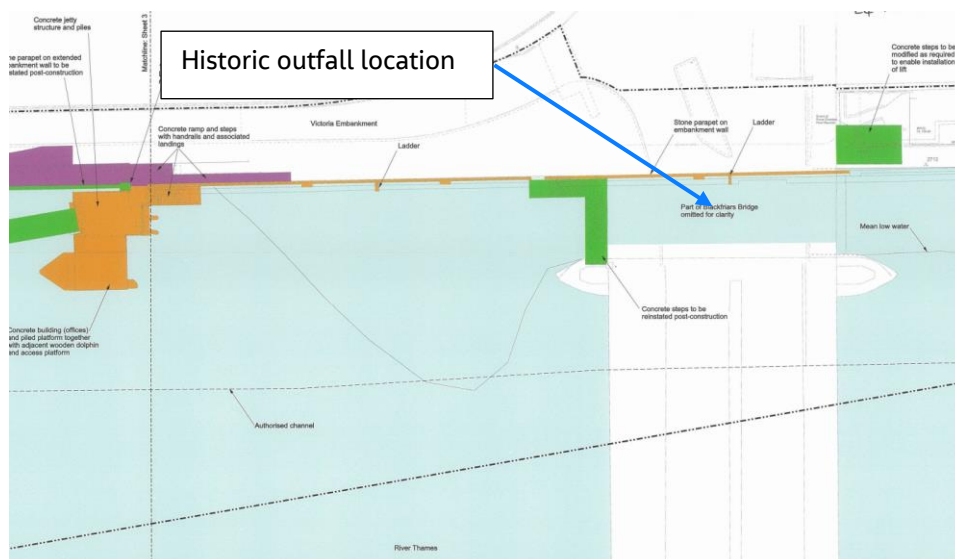 Concrete jetty
structure and piles
ne parapet on extended
bankment wall to be
stated post-construction
Matchline: Sheet 3
Historic outfall location
Concrete steps to be
modified as required
to enable installation
of lift
Concrete ramp and steps
with handrails and associated
landings
Victoria Embankment
Ladder
Stone parapet on
embankment wall
Ladder
Part of Blackfriars Bridge
omitted for clarity
Mean low water
Concrete building (offices)
and piled platform together
with adjacent wooden dolphin
and access platform
Concrete steps to be
reinstated post-construction
Authorised channel
River Thames